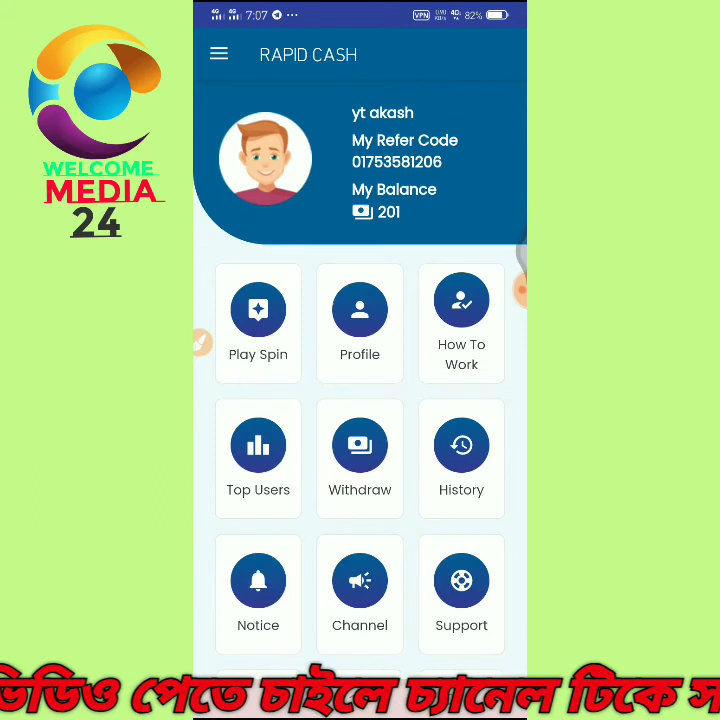 4G 4G 7:07
VPN 82%
RAPID CASH
WELCOME
MEDIA
24
yt akash
My Refer Code
01753581206
My Balance
201
Play Spin
Profile
How To
Work
Top Users
Withdraw
History
Notice
Channel
Support
ভিডিও পেতে চাইলে চ্যানেল টিকে স